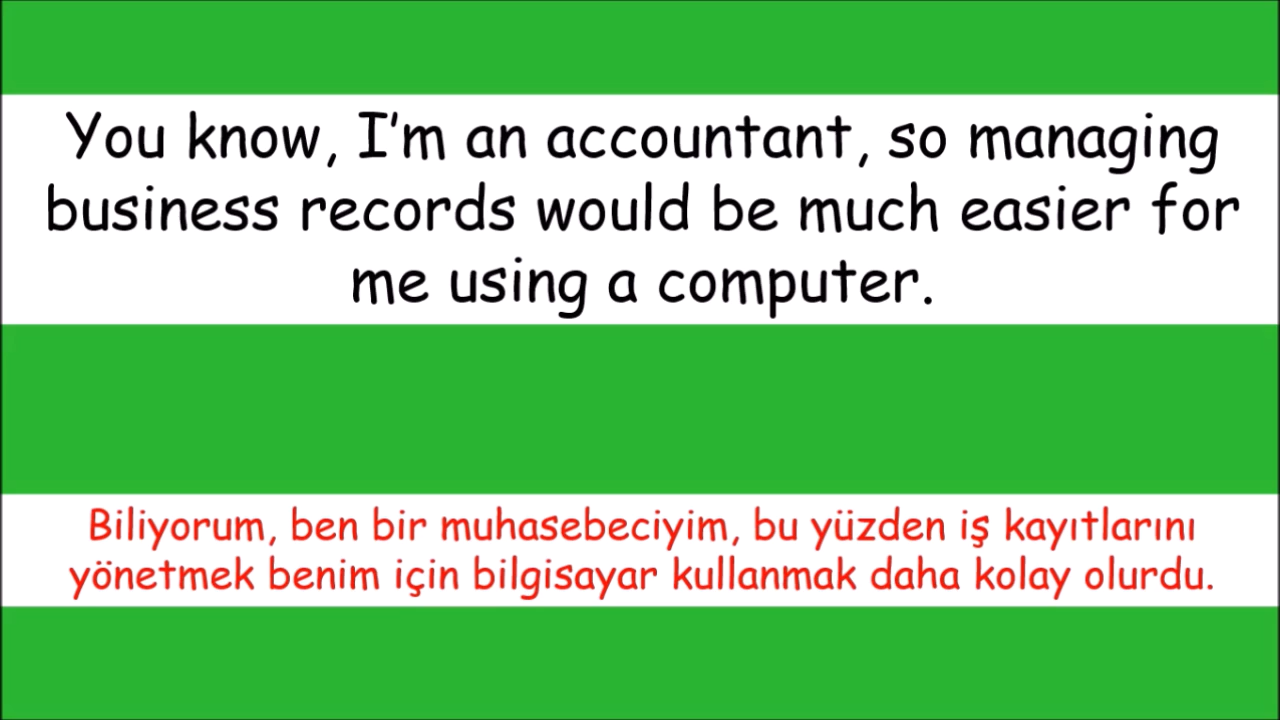 You know, I’m an accountant, so managing
business records would be much easier for
me using a computer.
Biliyorum, ben bir muhasebeciyim, bu yüzden iş kayıtlarını
yönetmek benim için bilgisayar kullanmak daha kolay olurdu.